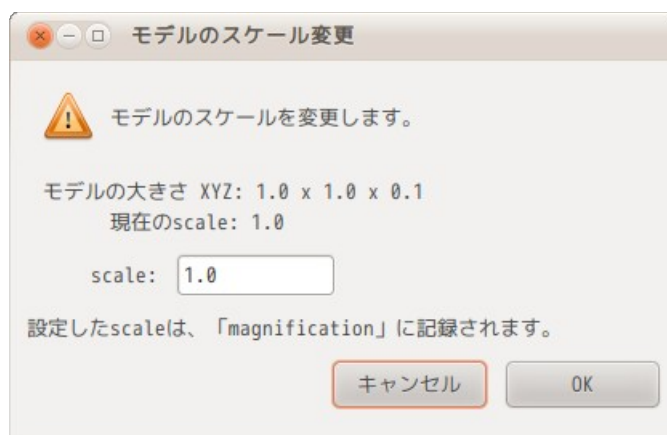 モデルのスケール変更
モデルのスケールを変更します。
モデルの大きさ XYZ: 1.0 x 1.0 x 0.1
現在のscale: 1.0
scale: 1.0
設定したscaleは、「magnification」に記録されます。
キャンセル OK